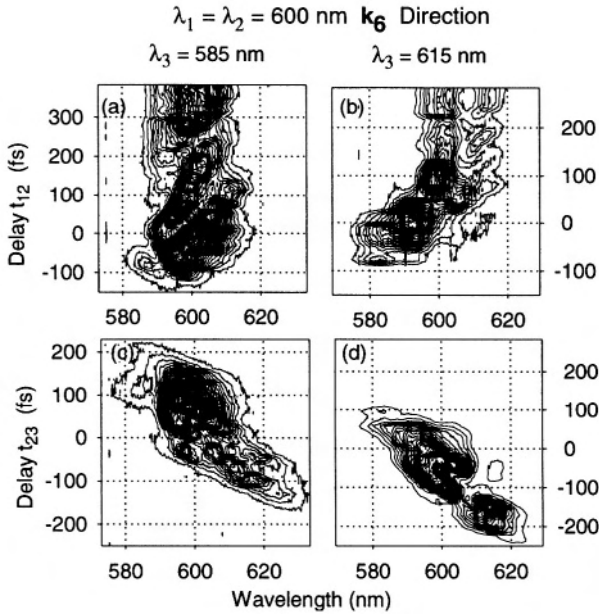 λ₁ = λ₂ = 600 nm k₆ Direction
λ₃ = 585 nm λ₃ = 615 nm
(a) (b)
300
200
100
0
-100
200
100
0
-100
Delay t₁₂ (fs)
580 600 620 580 600 620
(c) (d)
200
100
0
-100
-200
200
100
0
-100
-200
Delay t₂₃ (fs)
580 600 620 580 600 620
Wavelength (nm)